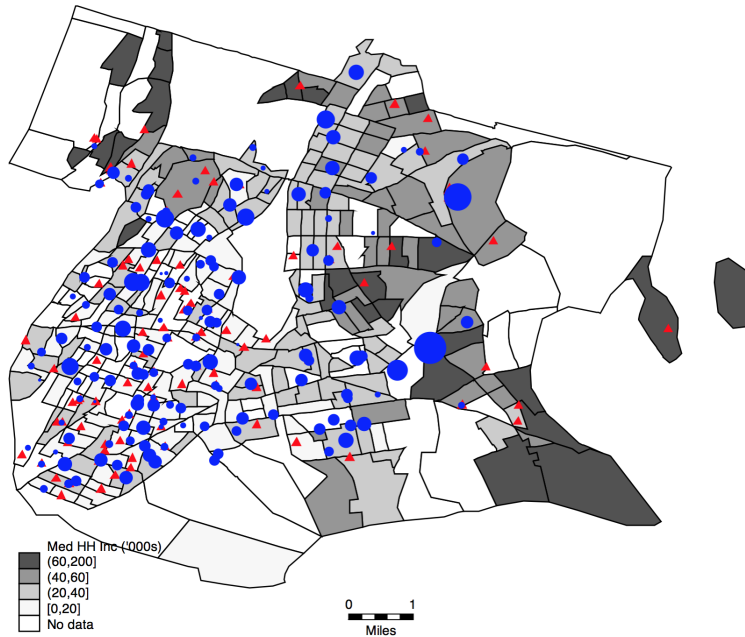 Med HH Inc ('000s)
(60,200]
(40,60]
(20,40]
[0,20]
No data
0 1
Miles